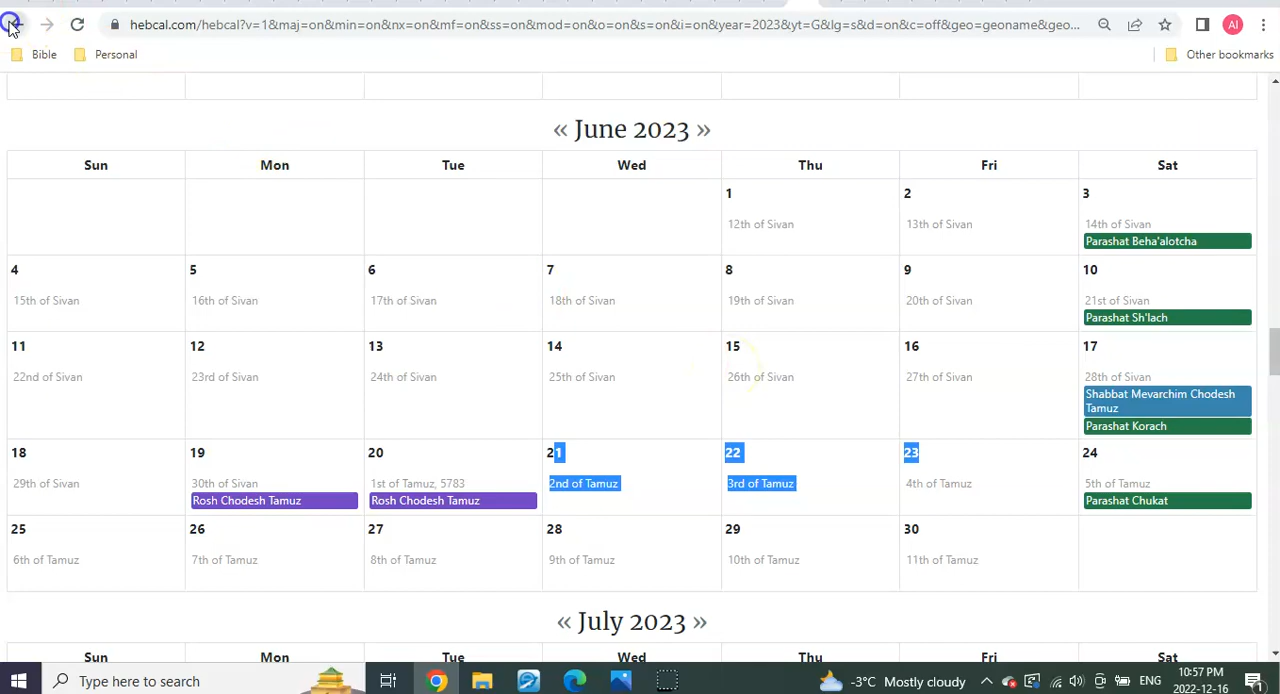 hebcal.com/hebcal?v=1&maj=on&min=on&nx=on&mf=on&ss=on&mod=on&o=on&s=on&i=on&year=2023&yt=G&lg=s&d=on&c=off&geo=geoname&geo...
AI
Bible Personal Other bookmarks
« June 2023 »
Sun Mon Tue Wed Thu Fri Sat
1 2 3
12th of Sivan 13th of Sivan 14th of Sivan
Parashat Beha'alotcha
4 5 6 7 8 9 10
15th of Sivan 16th of Sivan 17th of Sivan 18th of Sivan 19th of Sivan 20th of Sivan 21st of Sivan
Parashat Sh'lach
11 12 13 14 15 16 17
22nd of Sivan 23rd of Sivan 24th of Sivan 25th of Sivan 26th of Sivan 27th of Sivan 28th of Sivan
Shabbat Mevarchim Chodesh
Tamuz
Parashat Korach
18 19 20 21 22 23 24
29th of Sivan 30th of Sivan 1st of Tamuz, 5783 2nd of Tamuz 3rd of Tamuz 4th of Tamuz 5th of Tamuz
Rosh Chodesh Tamuz Rosh Chodesh Tamuz Parashat Chukat
25 26 27 28 29 30
6th of Tamuz 7th of Tamuz 8th of Tamuz 9th of Tamuz 10th of Tamuz 11th of Tamuz
« July 2023 »
Sun Mon Tue Wed Thu Fri Sat
Type here to search -3°C Mostly cloudy ENG 10:57 PM
2022-12-16
1